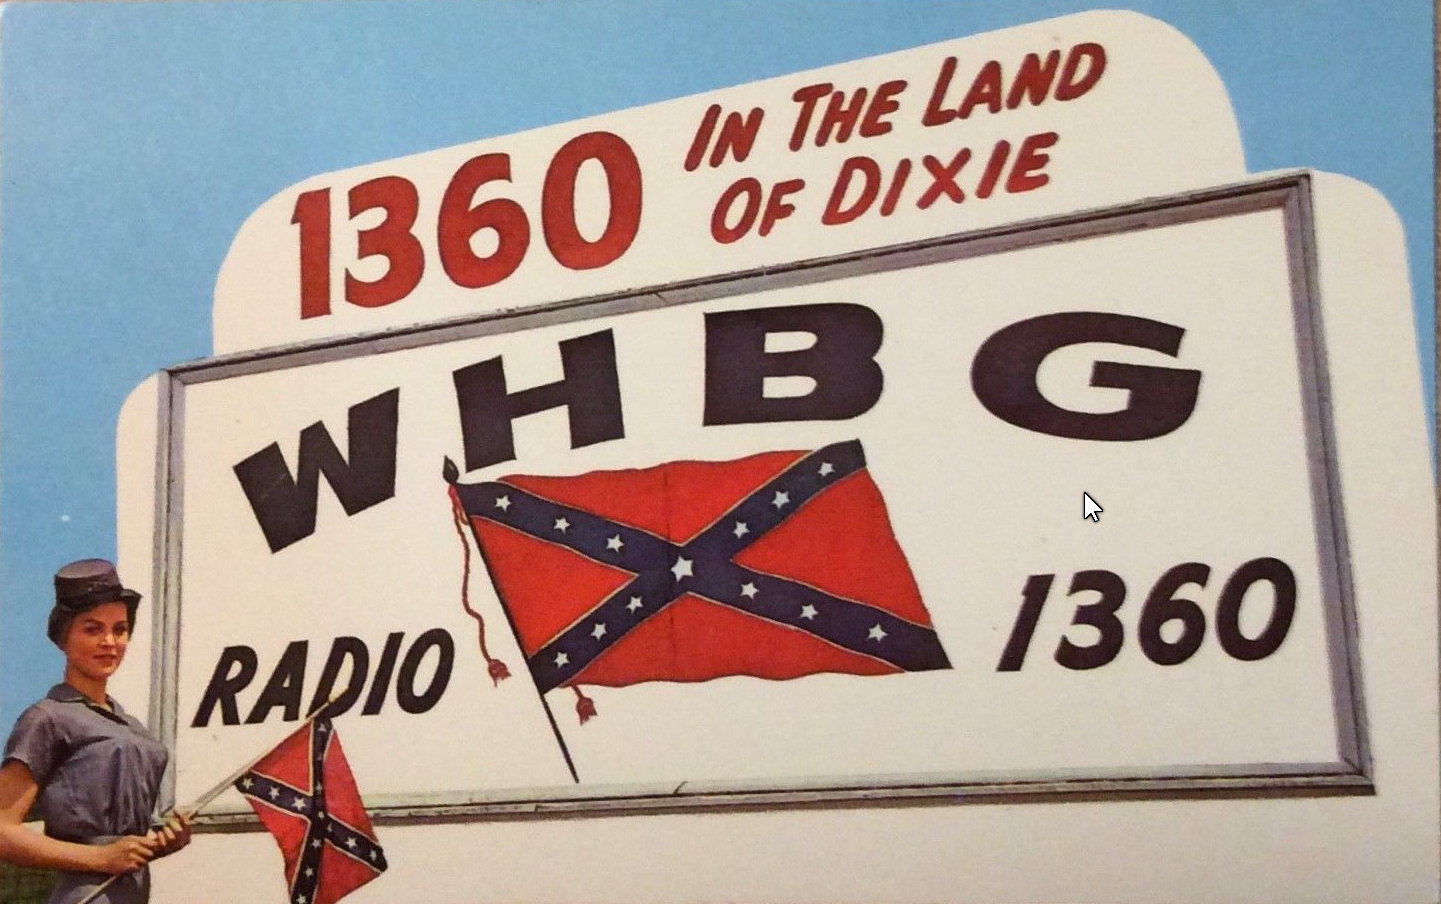 1360 IN THE LAND
OF DIXIE
WHBG
RADIO 1360